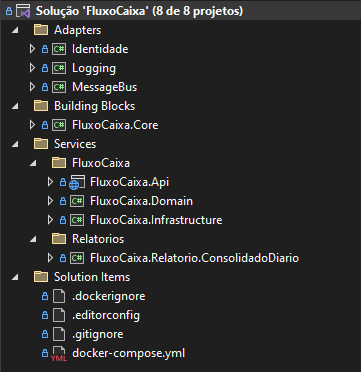 Solução 'FluxoCaixa' (8 de 8 projetos)
Adapters
C# Identidade
C# Logging
C# MessageBus
Building Blocks
C# FluxoCaixa.Core
Services
FluxoCaixa
FluxoCaixa.Api
C# FluxoCaixa.Domain
C# FluxoCaixa.Infrastructure
Relatorios
C# FluxoCaixa.Relatorio.ConsolidadoDiario
Solution Items
.dockerignore
.editorconfig
.gitignore
YML docker-compose.yml